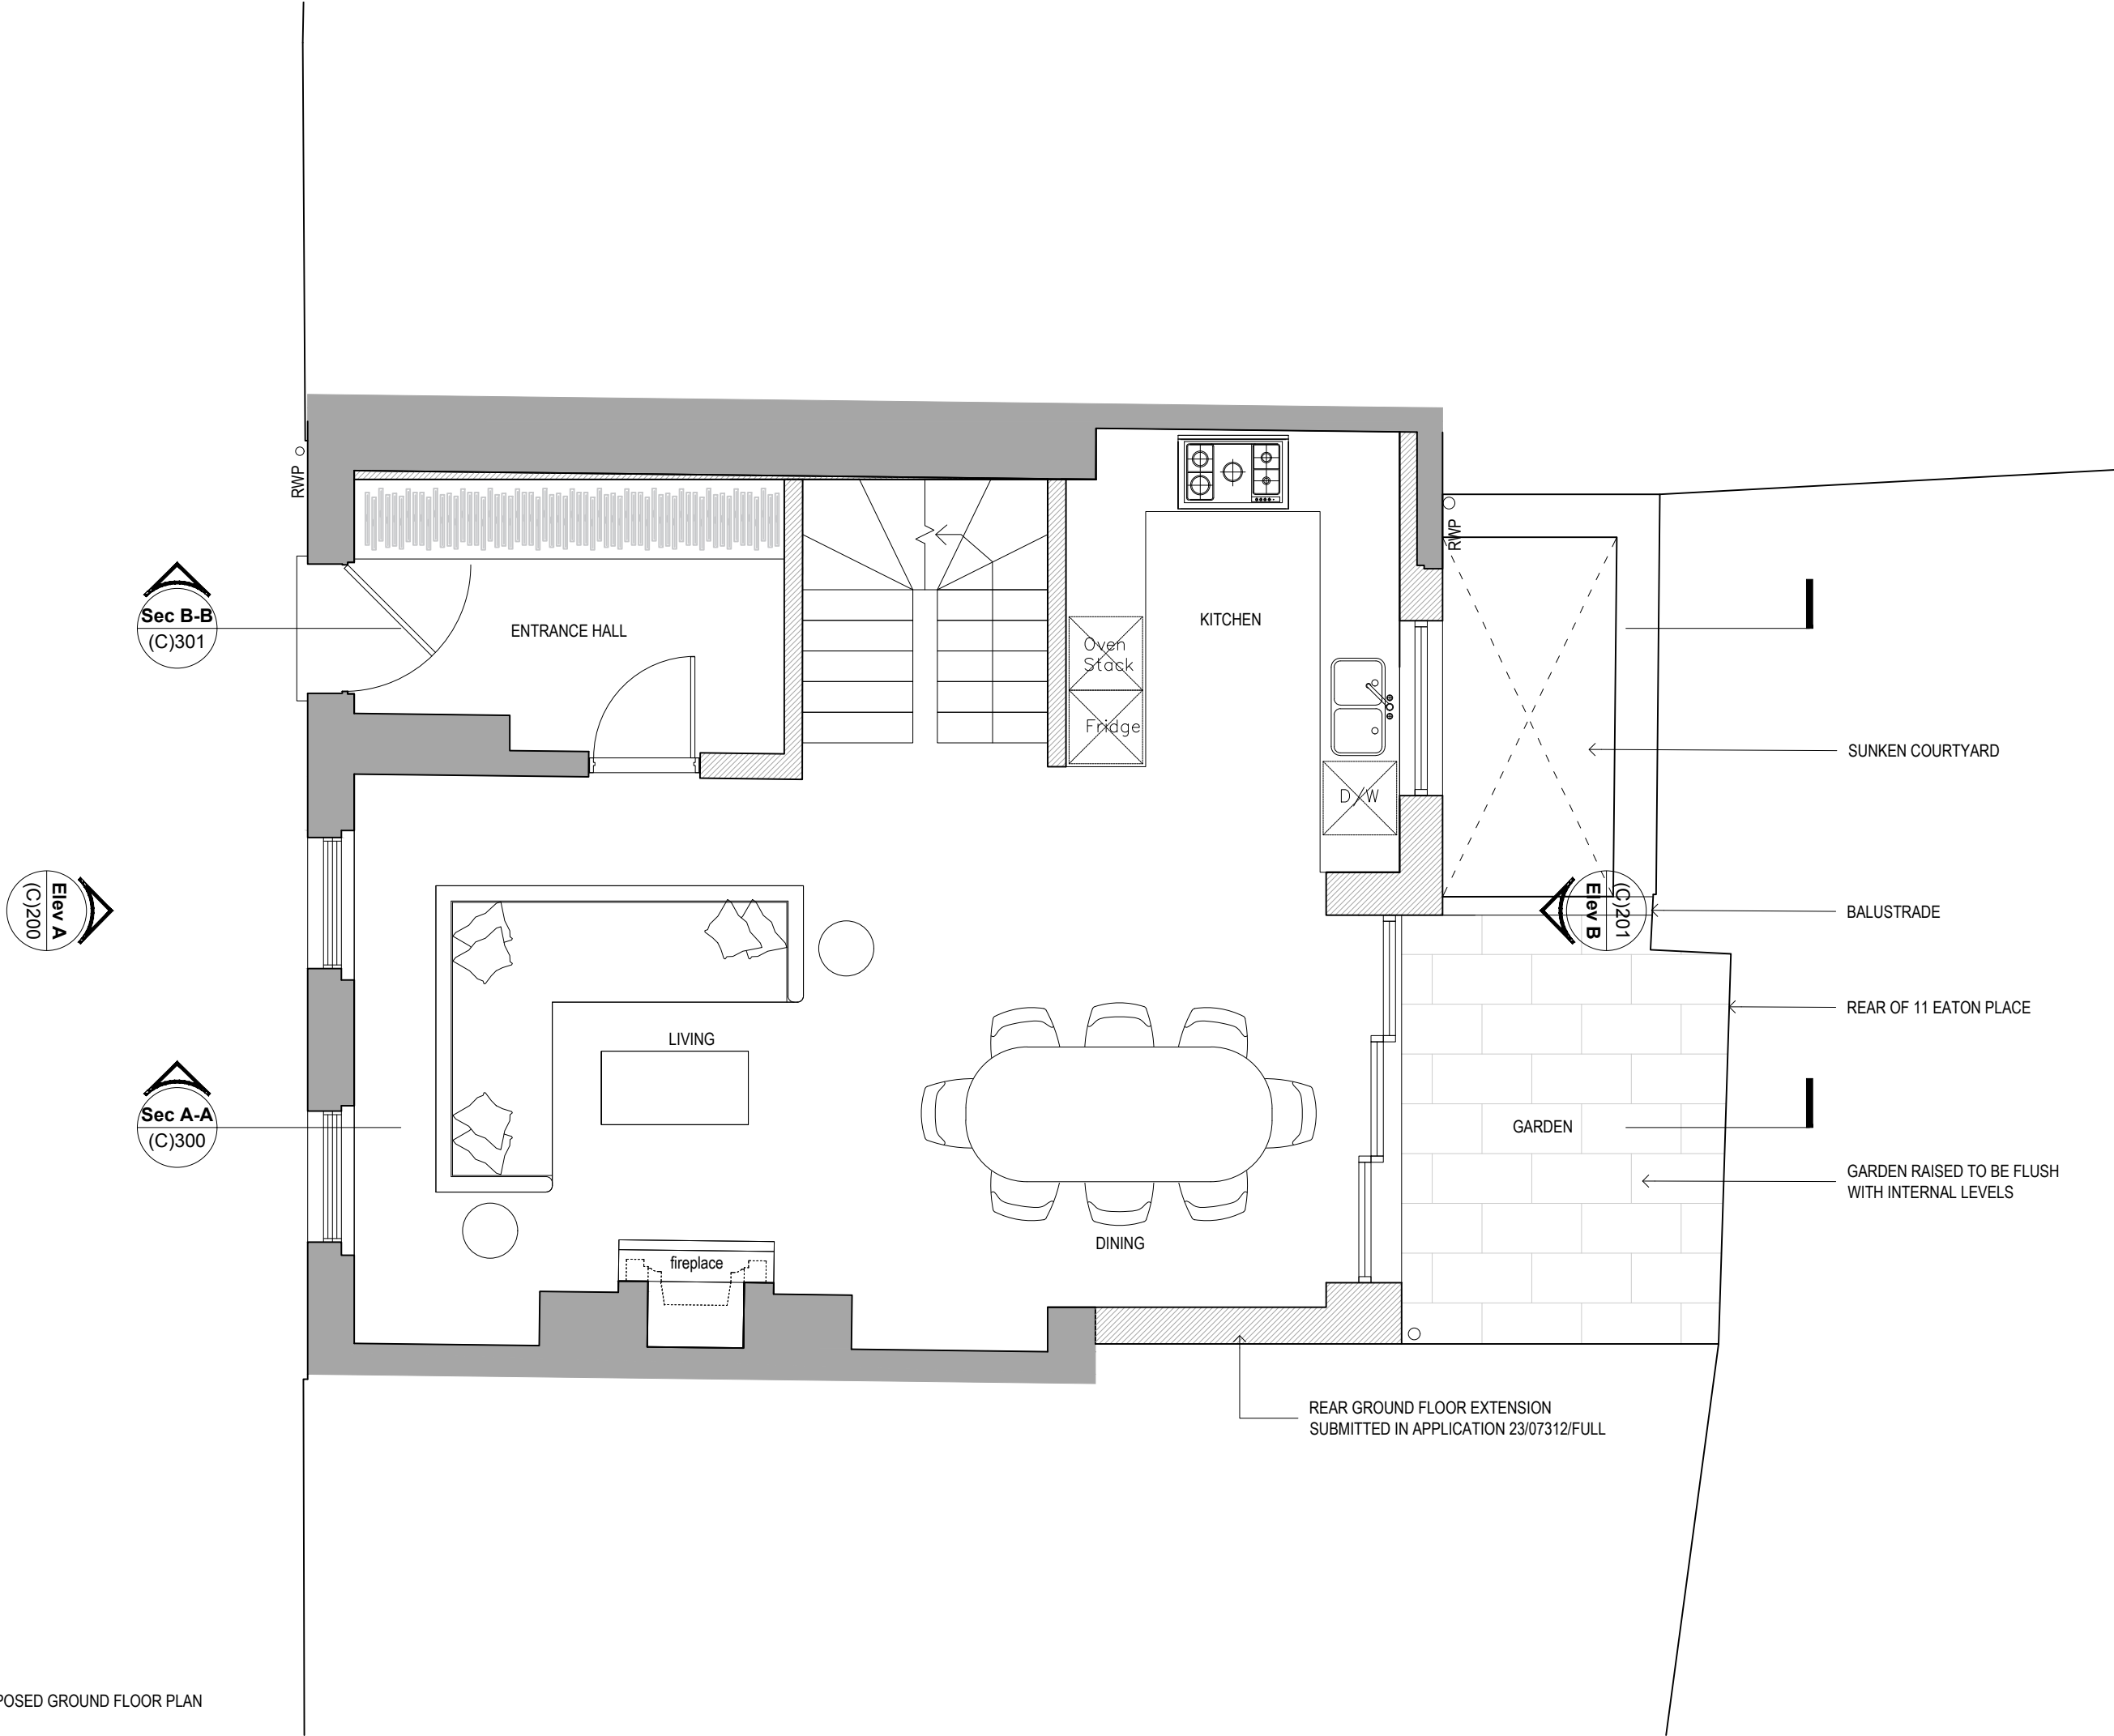 RWP
RWP
Sec B-B
(C)301
ENTRANCE HALL
KITCHEN
Oven
Stack
Fridge
D/W
SUNKEN COURTYARD
Elev A
(C)200
(C)201
Elev B
BALUSTRADE
REAR OF 11 EATON PLACE
LIVING
Sec A-A
(C)300
GARDEN
GARDEN RAISED TO BE FLUSH
WITH INTERNAL LEVELS
DINING
fireplace
REAR GROUND FLOOR EXTENSION
SUBMITTED IN APPLICATION 23/07312/FULL
POSED GROUND FLOOR PLAN